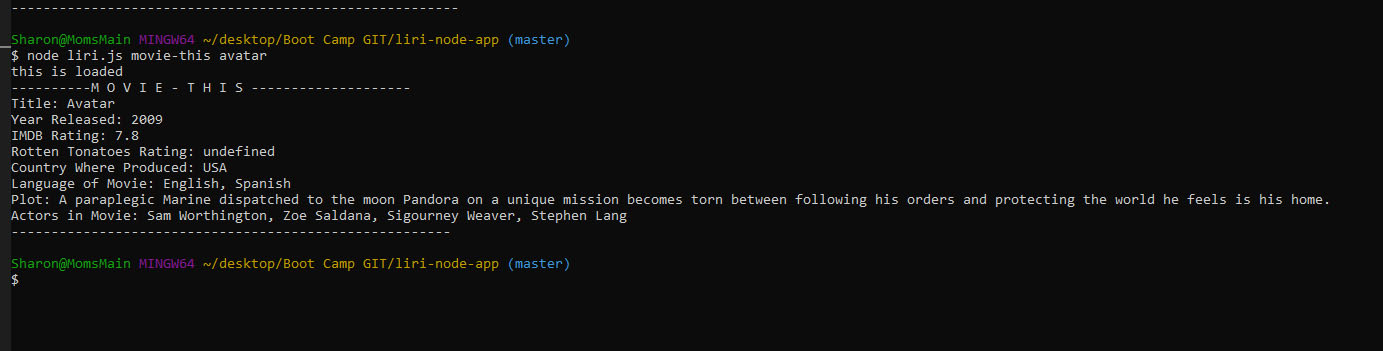 --------------------------------------------------------
Sharon@MomsMain MINGW64 ~/desktop/Boot Camp GIT/liri-node-app (master)
$ node liri.js movie-this avatar
this is loaded
----------M O V I E - T H I S --------------------
Title: Avatar
Year Released: 2009
IMDB Rating: 7.8
Rotten Tonatoes Rating: undefined
Country Where Produced: USA
Language of Movie: English, Spanish
Plot: A paraplegic Marine dispatched to the moon Pandora on a unique mission becomes torn between following his orders and protecting the world he feels is his home.
Actors in Movie: Sam Worthington, Zoe Saldana, Sigourney Weaver, Stephen Lang
-------------------------------------------------------
Sharon@MomsMain MINGW64 ~/desktop/Boot Camp GIT/liri-node-app (master)
$